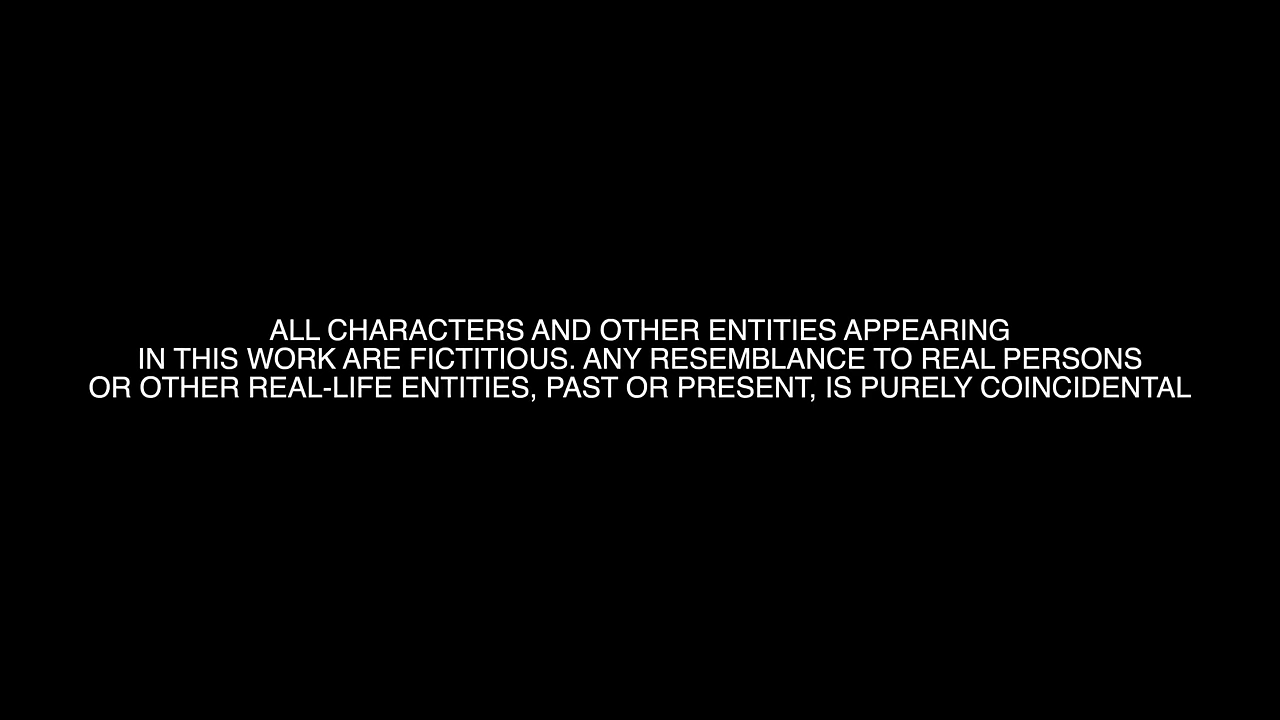 ALL CHARACTERS AND OTHER ENTITIES APPEARING
IN THIS WORK ARE FICTITIOUS. ANY RESEMBLANCE TO REAL PERSONS
OR OTHER REAL-LIFE ENTITIES, PAST OR PRESENT, IS PURELY COINCIDENTAL